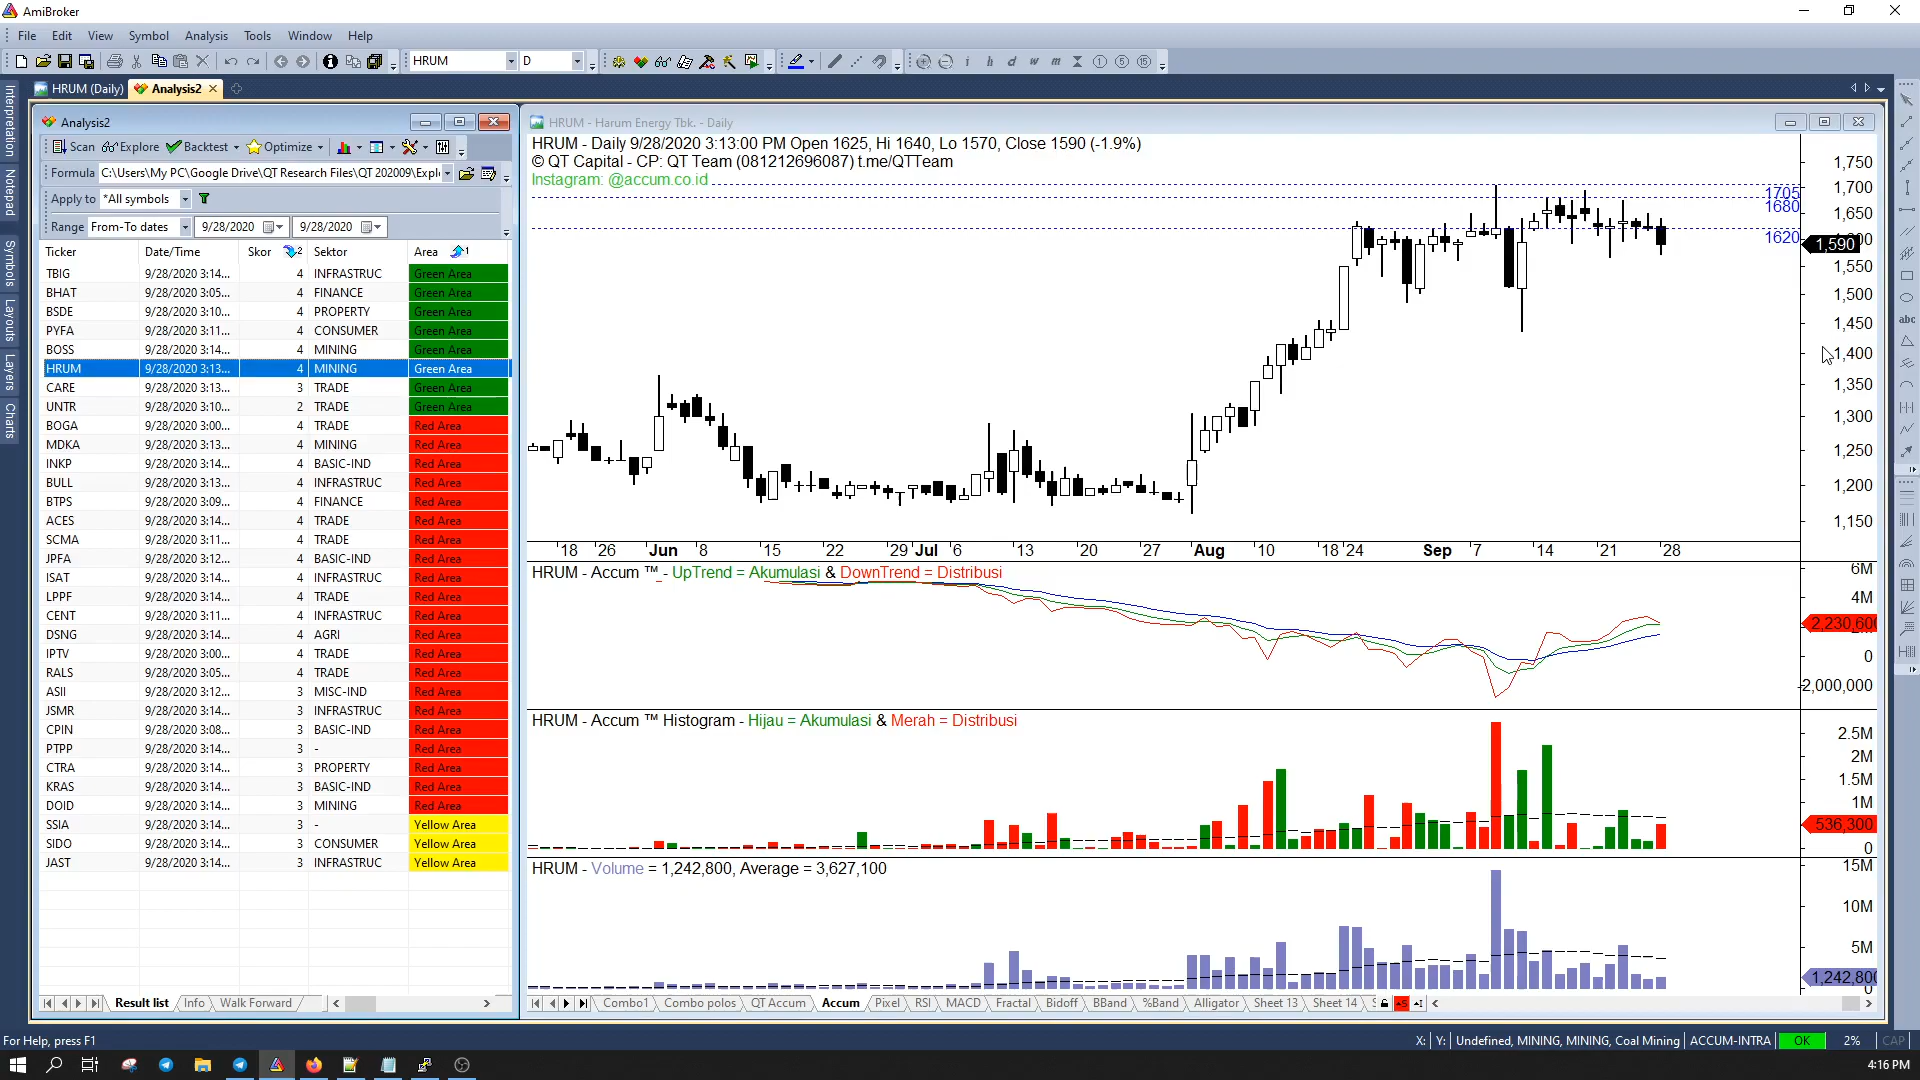 AmiBroker
File Edit View Symbol Analysis Tools Window Help
HRUM D
HRUM (Daily) Analysis2
Interpretation
Notepad
Symbols
Layouts
Layers
Charts
Analysis2
Scan Explore Backtest Optimize
Formula C:\Users\My PC\Google Drive\QT Research Files\QT 202009\Expl
Apply to *All symbols
Range From-To dates 9/28/2020 9/28/2020
Ticker Date/Time Skor 2 Sektor Area 1
TBIG 9/28/2020 3:14... 4 INFRASTRUC Green Area
BHAT 9/28/2020 3:05... 4 FINANCE Green Area
BSDE 9/28/2020 3:10... 4 PROPERTY Green Area
PYFA 9/28/2020 3:11... 4 CONSUMER Green Area
BOSS 9/28/2020 3:14... 4 MINING Green Area
HRUM 9/28/2020 3:13... 4 MINING Green Area
CARE 9/28/2020 3:13... 3 TRADE Green Area
UNTR 9/28/2020 3:10... 2 TRADE Green Area
BOGA 9/28/2020 3:00... 4 TRADE Red Area
MDKA 9/28/2020 3:13... 4 MINING Red Area
INKP 9/28/2020 3:14... 4 BASIC-IND Red Area
BULL 9/28/2020 3:13... 4 INFRASTRUC Red Area
BTPS 9/28/2020 3:09... 4 FINANCE Red Area
ACES 9/28/2020 3:14... 4 TRADE Red Area
SCMA 9/28/2020 3:11... 4 TRADE Red Area
JPFA 9/28/2020 3:12... 4 BASIC-IND Red Area
ISAT 9/28/2020 3:14... 4 INFRASTRUC Red Area
LPPF 9/28/2020 3:14... 4 TRADE Red Area
CENT 9/28/2020 3:11... 4 INFRASTRUC Red Area
DSNG 9/28/2020 3:14... 4 AGRI Red Area
IPTV 9/28/2020 3:00... 4 TRADE Red Area
RALS 9/28/2020 3:05... 4 TRADE Red Area
ASII 9/28/2020 3:12... 3 MISC-IND Red Area
JSMR 9/28/2020 3:14... 3 INFRASTRUC Red Area
CPIN 9/28/2020 3:08... 3 BASIC-IND Red Area
PTPP 9/28/2020 3:14... 3 - Red Area
CTRA 9/28/2020 3:14... 3 PROPERTY Red Area
KRAS 9/28/2020 3:14... 3 BASIC-IND Red Area
DOID 9/28/2020 3:14... 3 MINING Red Area
SSIA 9/28/2020 3:14... 3 - Yellow Area
SIDO 9/28/2020 3:14... 3 CONSUMER Yellow Area
JAST 9/28/2020 3:14... 3 INFRASTRUC Yellow Area
Result list Info Walk Forward
HRUM - Harum Energy Tbk. - Daily
HRUM - Daily 9/28/2020 3:13:00 PM Open 1625, Hi 1640, Lo 1570, Close 1590 (-1.9%)
© QT Capital - CP: QT Team (081212696087) t.me/QTTeam
Instagram: @accum.co.id
1705
1680
1620
1,750
1,700
1,650
1,590
1,550
1,500
1,450
1,400
1,350
1,300
1,250
1,200
1,150
18 26 Jun 8 15 22 29 Jul 6 13 20 27 Aug 10 18 24 Sep 7 14 21 28
HRUM - Accum ™_- UpTrend = Akumulasi & DownTrend = Distribusi
6M
4M
2,230,600
0
-2,000,000
HRUM - Accum ™ Histogram - Hijau = Akumulasi & Merah = Distribusi
2.5M
2M
1.5M
1M
536,300
0
HRUM - Volume = 1,242,800, Average = 3,627,100
15M
10M
5M
1,242,800
0
Combo1 Combo polos QT Accum Accum Pixel RSI MACD Fractal Bidoff BBand %Band Alligator Sheet 13 Sheet 14
abc
For Help, press F1
X: Y: Undefined, MINING, MINING, Coal Mining ACCUM-INTRA OK 2% CAP
4:16 PM